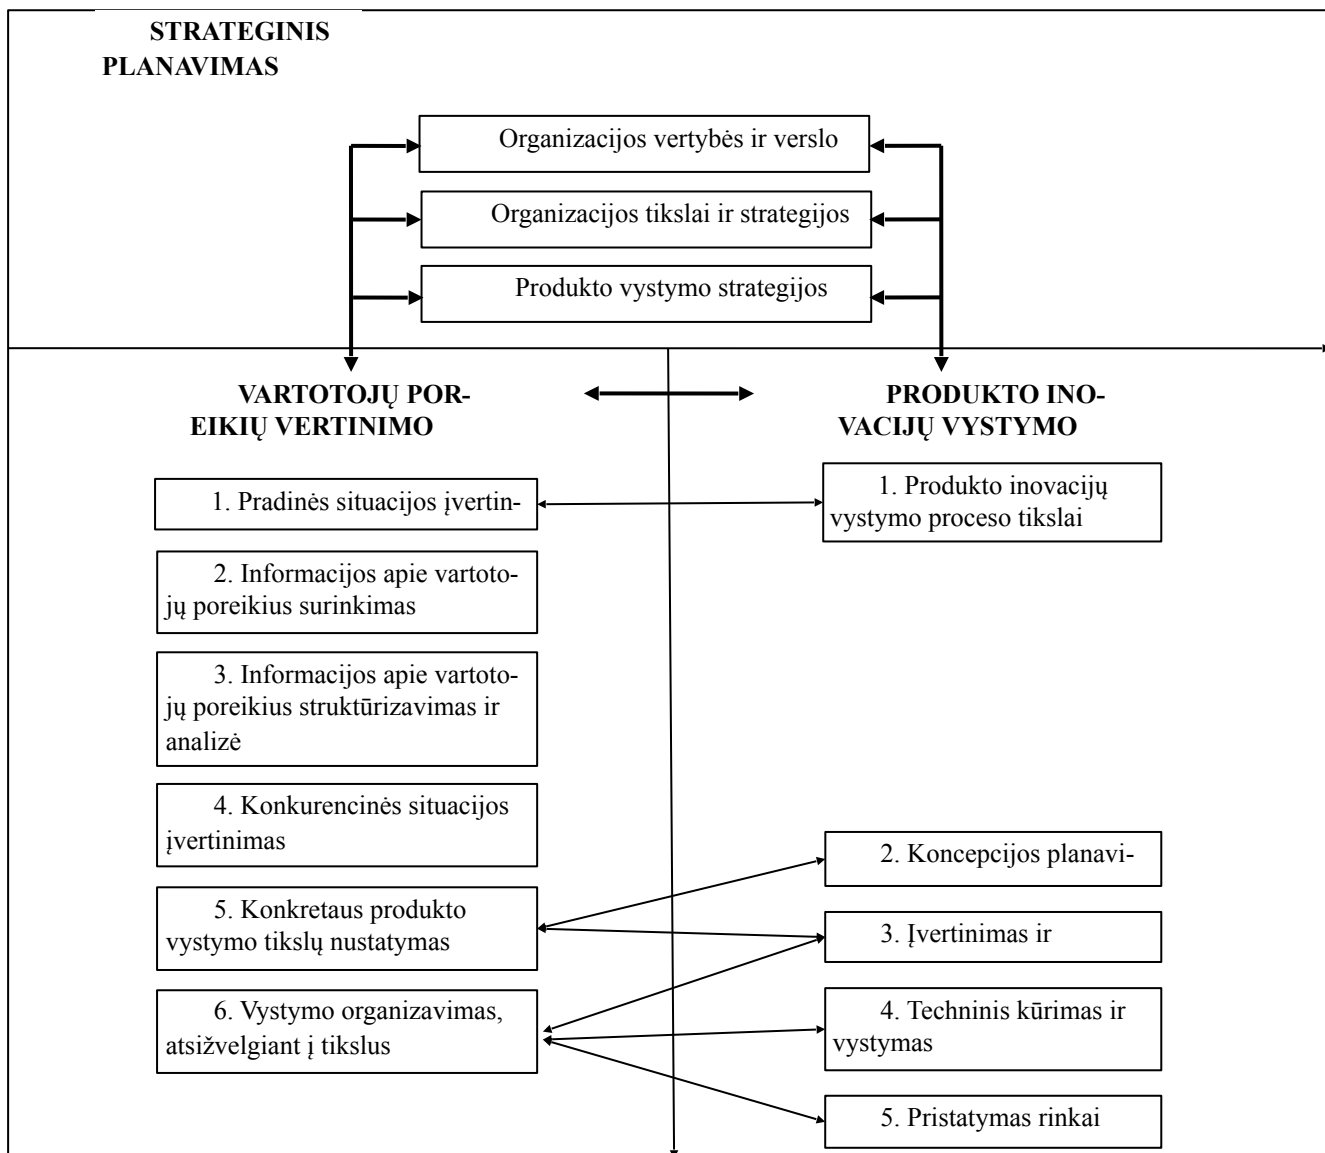 STRATEGINIS
PLANAVIMAS
Organizacijos vertybės ir verslo
Organizacijos tikslai ir strategijos
Produkto vystymo strategijos
VARTOTOJŲ POR-
EIKIŲ VERTINIMO
PRODUKTO INO-
VACIJŲ VYSTYMO
1. Pradinės situacijos įvertin-
1. Produkto inovacijų
vystymo proceso tikslai
2. Informacijos apie vartoto-
jų poreikius surinkimas
3. Informacijos apie vartoto-
jų poreikius struktūrizavimas ir
analizė
4. Konkurencinės situacijos
įvertinimas
2. Koncepcijos planavi-
5. Konkretaus produkto
vystymo tikslų nustatymas
3. Įvertinimas ir
6. Vystymo organizavimas,
atsižvelgiant į tikslus
4. Techninis kūrimas ir
vystymas
5. Pristatymas rinkai